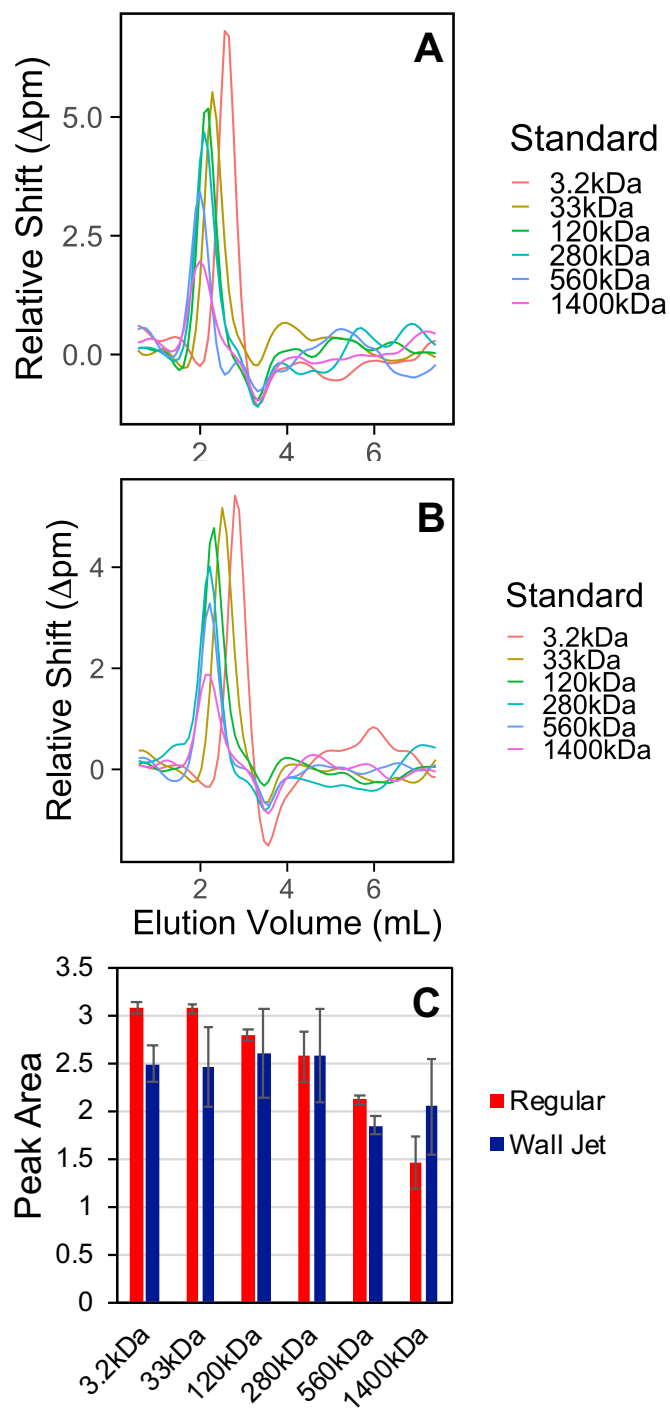 A
Relative Shift (Δpm)
5.0
2.5
0.0
2
4
6
Standard
3.2kDa
33kDa
120kDa
280kDa
560kDa
1400kDa
B
Relative Shift (Δpm)
4
2
0
2
4
6
Elution Volume (mL)
Standard
3.2kDa
33kDa
120kDa
280kDa
560kDa
1400kDa
C
Peak Area
3.5
3
2.5
2
1.5
1
0.5
0
3.2kDa
33kDa
120kDa
280kDa
560kDa
1400kDa
Regular
Wall Jet